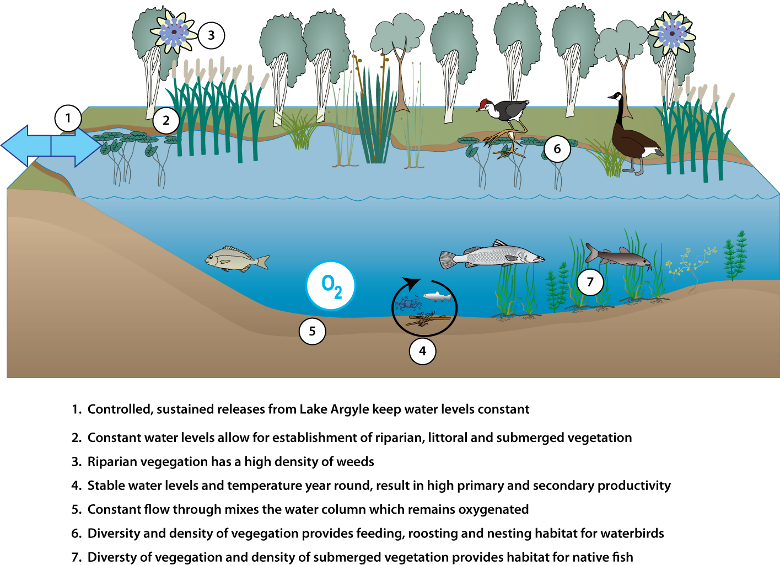 3
1
2
6
O2
7
5
4
1. Controlled, sustained releases from Lake Argyle keep water levels constant
2. Constant water levels allow for establishment of riparian, littoral and submerged vegetation
3. Riparian vegegation has a high density of weeds
4. Stable water levels and temperature year round, result in high primary and secondary productivity
5. Constant flow through mixes the water column which remains oxygenated
6. Diversity and density of vegegation provides feeding, roosting and nesting habitat for waterbirds
7. Diversty of vegegation and density of submerged vegetation provides habitat for native fish